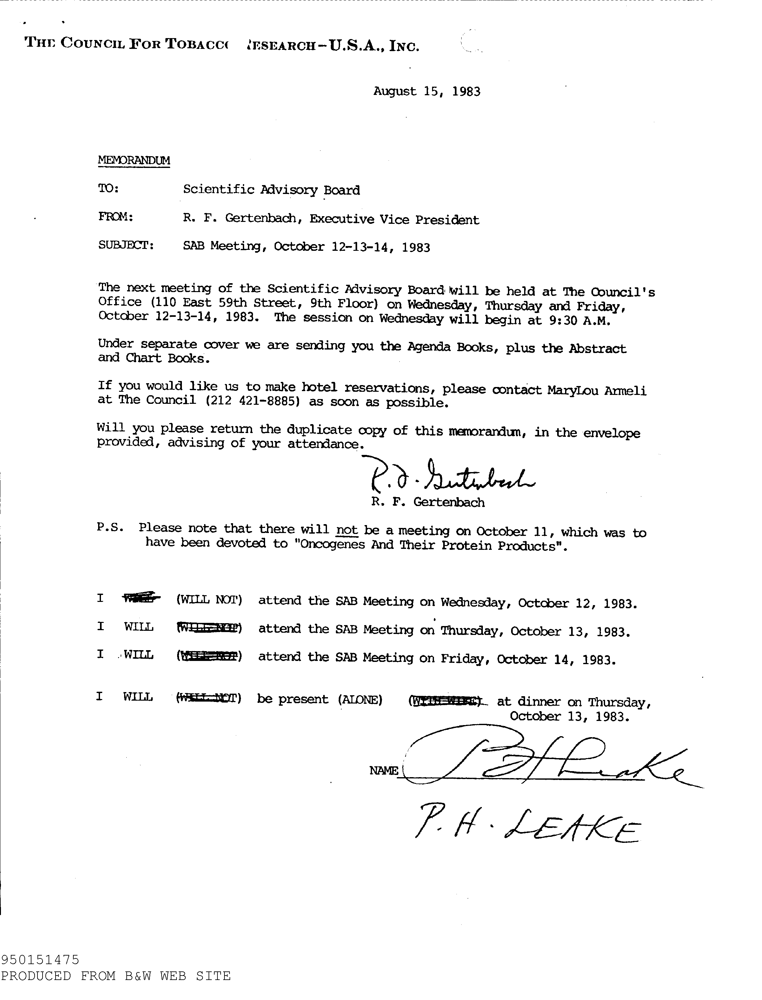 THE COUNCIL FOR TOBACCO RESEARCH-U.S.A., INC.
August 15, 1983
MEMORANDUM
TO: Scientific Advisory Board
FROM: R. F. Gertenbach, Executive Vice President
SUBJECT: SAB Meeting, October 12-13-14, 1983
The next meeting of the Scientific Advisory Board will be held at The Council's
Office (110 East 59th Street, 9th Floor) on Wednesday, Thursday and Friday,
October 12-13-14, 1983. The session on Wednesday will begin at 9:30 A.M.
Under separate cover we are sending you the Agenda Books, plus the Abstract
and Chart Books.
If you would like us to make hotel reservations, please contact MaryLou Armeli
at The Council (212 421-8885) as soon as possible.
Will you please return the duplicate copy of this memorandum, in the envelope
provided, advising of your attendance.
R. F. Gertenbach
R. F. Gertenbach
P.S. Please note that there will not be a meeting on October 11, which was to
have been devoted to "Oncogenes And Their Protein Products".
I (WILL NOT) attend the SAB Meeting on Wednesday, October 12, 1983.
I WILL (WILL NOT) attend the SAB Meeting on Thursday, October 13, 1983.
I WILL (WILL NOT) attend the SAB Meeting on Friday, October 14, 1983.
I WILL (WILL NOT) be present (ALONE) (WITH WIFE) at dinner on Thursday,
October 13, 1983.
NAME P H Leake
P. H. LEAKE
950151475
PRODUCED FROM B&W WEB SITE